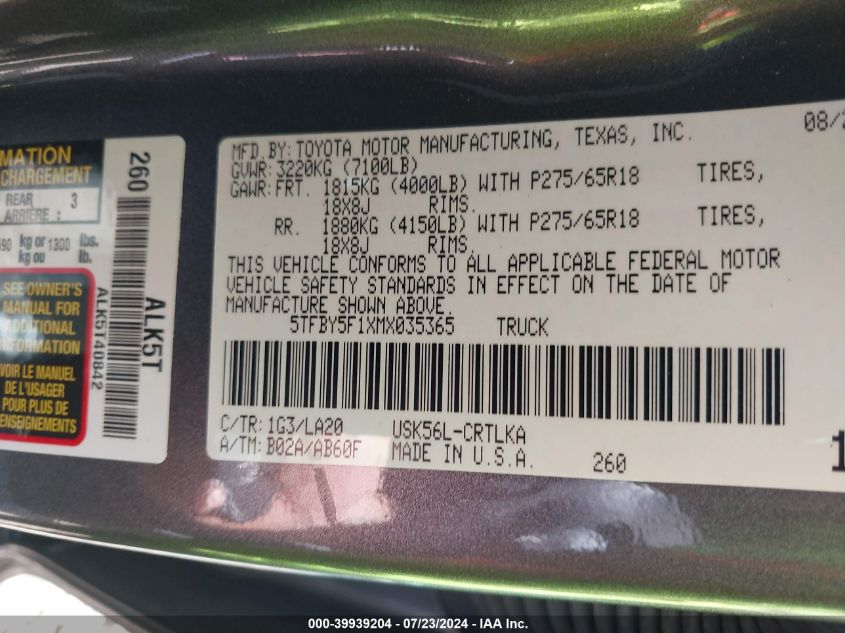 MATION
CHARGEMENT
REAR 3
ARRIÈRE :
590 kg or 1300 lbs.
kg ou lb.
SEE OWNER'S
MANUAL FOR
ADDITIONAL
INFORMATION
VOIR LE MANUEL
DE L'USAGER
POUR PLUS DE
RENSEIGNEMENTS
260
ALK5T
ALK5T40842
MFD. BY: TOYOTA MOTOR MANUFACTURING, TEXAS, INC. 08/2
GVWR: 3220KG (7100LB)
GAWR: FRT. 1815KG (4000LB) WITH P275/65R18 TIRES,
18X8J RIMS.
RR. 1880KG (4150LB) WITH P275/65R18 TIRES,
18X8J RIMS.
THIS VEHICLE CONFORMS TO ALL APPLICABLE FEDERAL MOTOR
VEHICLE SAFETY STANDARDS IN EFFECT ON THE DATE OF
MANUFACTURE SHOWN ABOVE.
5TFBY5F1XMX035365 TRUCK
C/TR: 1G3/LA20 USK56L-CRTLKA
A/TM: B02A/AB60F MADE IN U.S.A. 260
1
000-39939204 - 07/23/2024 - IAA Inc.